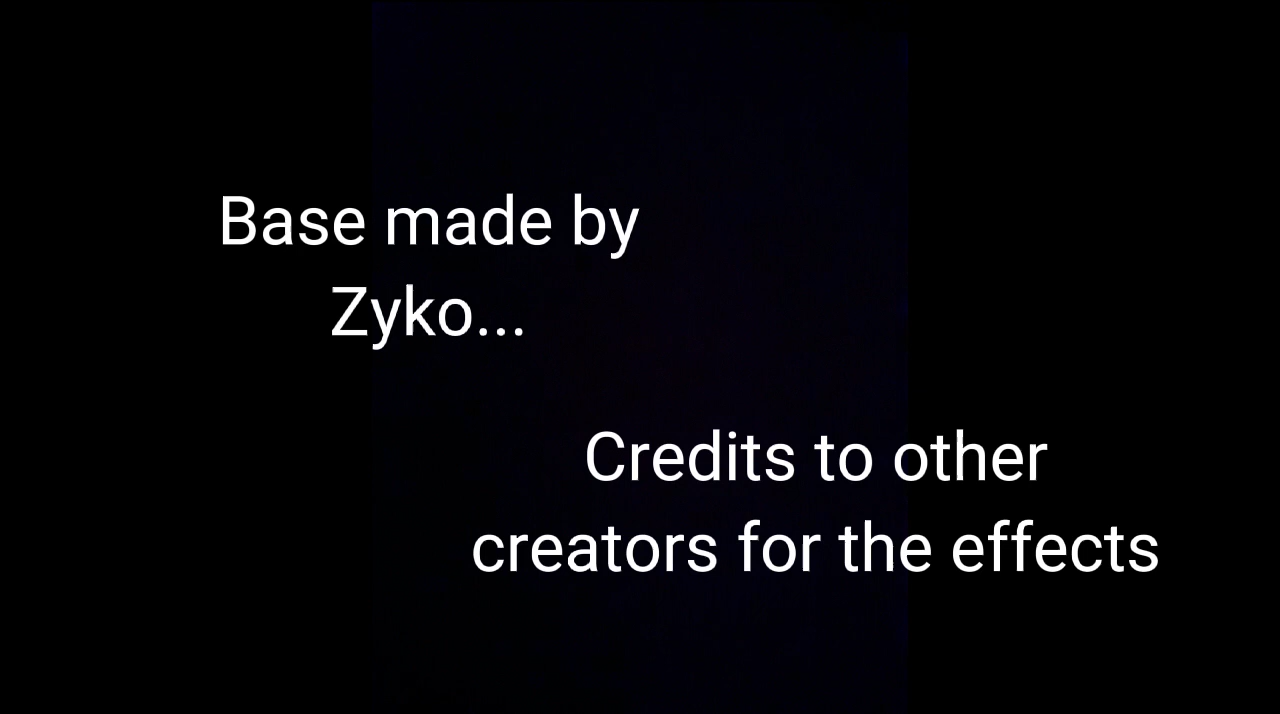 Base made by
Zyko...
Credits to other
creators for the effects